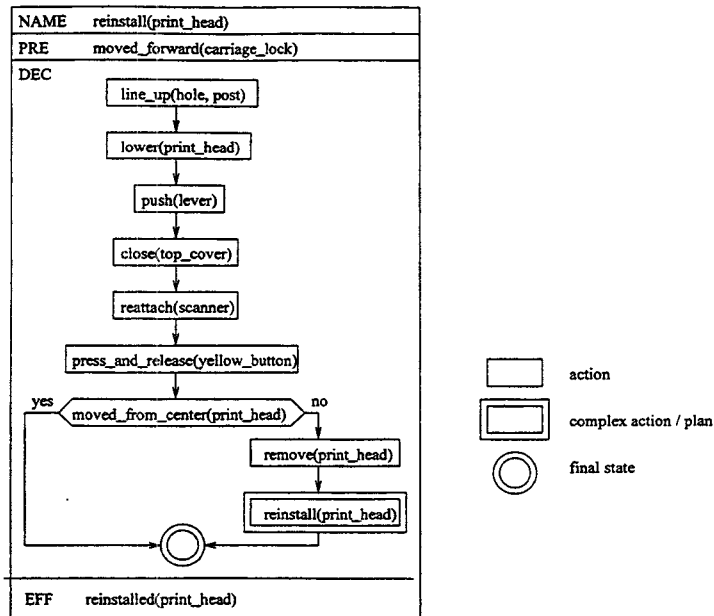 NAME reinstall(print_head)
PRE moved_forward(carriage_lock)
DEC
line_up(hole, post)
lower(print_head)
push(lever)
close(top_cover)
reattach(scanner)
press_and_release(yellow_button)
yes moved_from_center(print_head) no
remove(print_head)
reinstall(print_head)
EFF reinstalled(print_head)
action
complex action / plan
final state